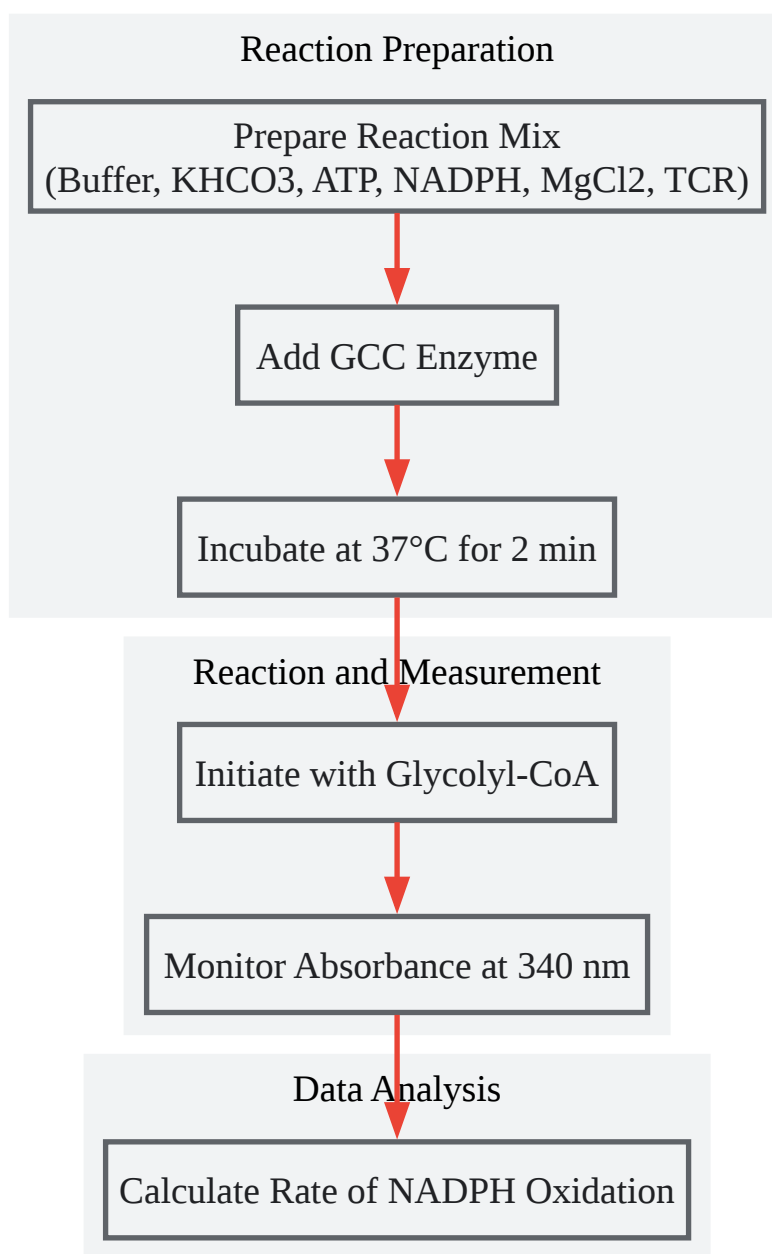 Reaction Preparation
Prepare Reaction Mix
(Buffer, KHCO3, ATP, NADPH, MgCl2, TCR)
Add GCC Enzyme
Incubate at 37°C for 2 min
Reaction and Measurement
Initiate with Glycolyl-CoA
Monitor Absorbance at 340 nm
Data Analysis
Calculate Rate of NADPH Oxidation